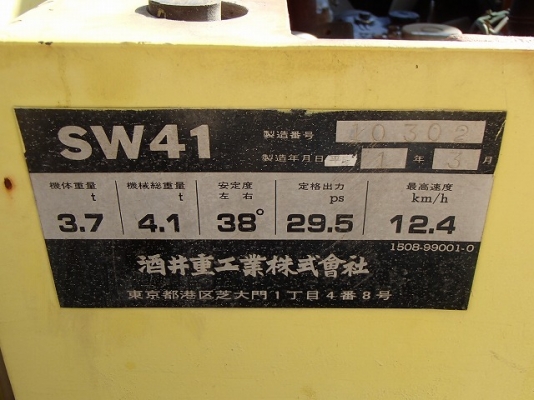 SW41
製造番号 40302
製造年月日 1年3月
機体重量 t 機械総重量 t 安定度 左右 定格出力 ps 最高速度 km/h
3.7 4.1 38° 29.5 12.4
1508-99001-0
酒井重工業株式會社
東京都港区芝大門1丁目4番8号